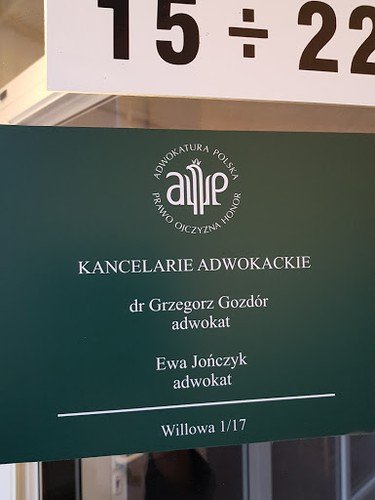 15 ÷ 22
ADWOKATURA POLSKA
PRAWO OJCZYZNA HONOR
KANCELARIE ADWOKACKIE
dr Grzegorz Gozdór
adwokat
Ewa Jończyk
adwokat
Willowa 1/17